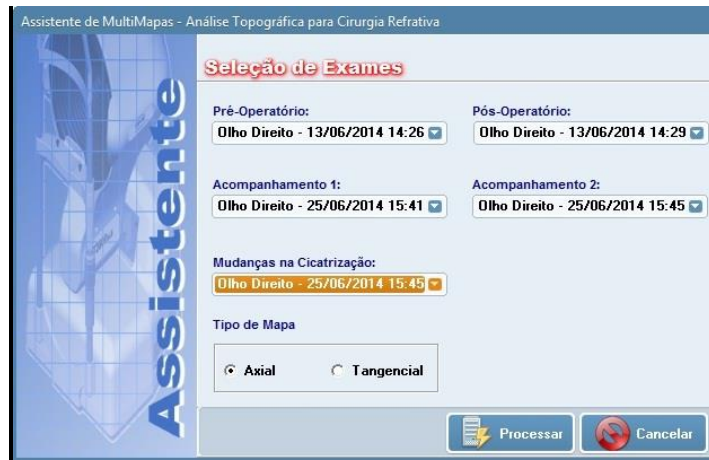 Assistente de MultiMapas - Análise Topográfica para Cirurgia Refrativa
Assistente
Seleção de Exames
Pré-Operatório:
Olho Direito - 13/06/2014 14:26
Pós-Operatório:
Olho Direito - 13/06/2014 14:29
Acompanhamento 1:
Olho Direito - 25/06/2014 15:41
Acompanhamento 2:
Olho Direito - 25/06/2014 15:45
Mudanças na Cicatrização:
Olho Direito - 25/06/2014 15:45
Tipo de Mapa
Axial
Tangencial
Processar
Cancelar